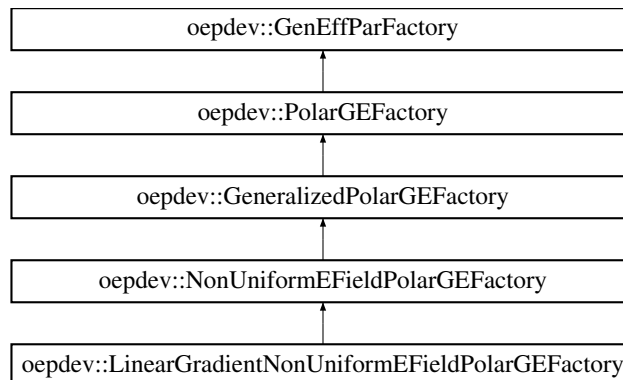 oepdev::GenEffParFactory
oepdev::PolarGEFactory
oepdev::GeneralizedPolarGEFactory
oepdev::NonUniformEFieldPolarGEFactory
oepdev::LinearGradientNonUniformEFieldPolarGEFactory